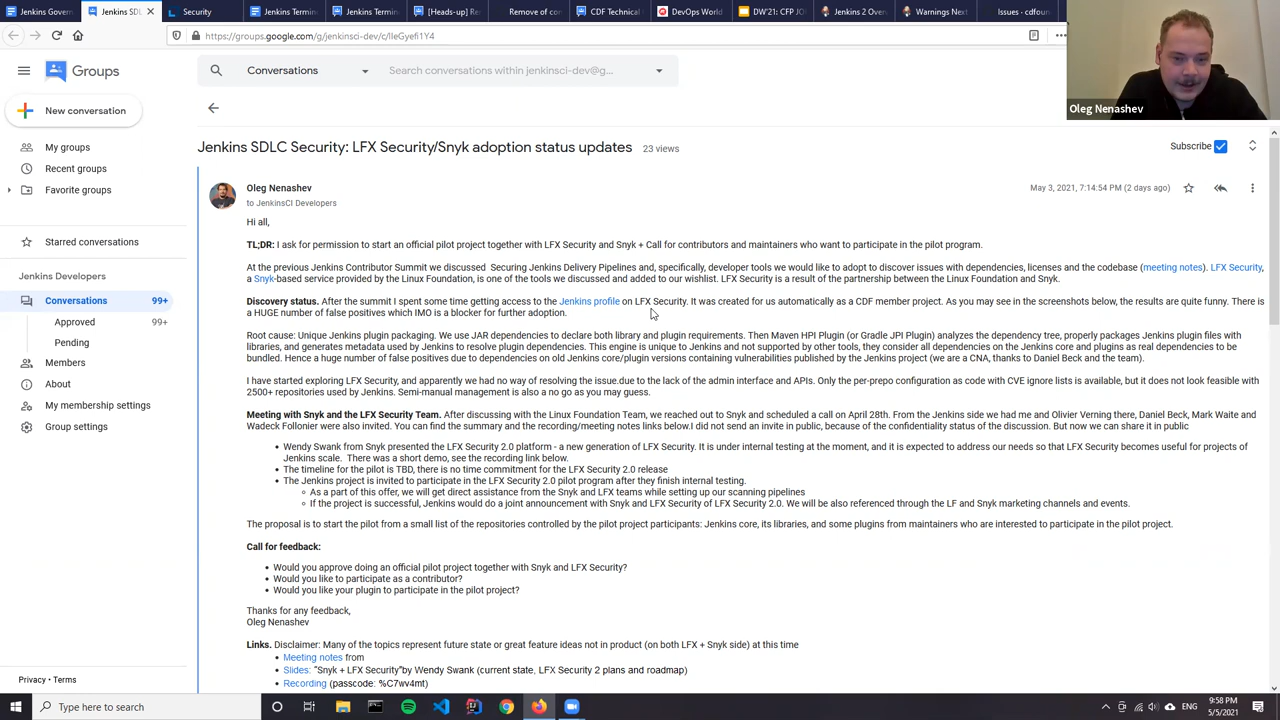 Jenkins Govern
Jenkins SDL
Security
Jenkins Termi
Jenkins Termin
[Heads-up] Re
Remove of con
CDF Technical
DevOps World
DW'21: CFP JO
Jenkins 2 Over
Warnings Next
Issues - cdfoun
https://groups.google.com/g/jenkinsci-dev/c/IIeGyefi1Y4
Groups
Conversations
Search conversations within jenkinsci-dev@g...
New conversation
My groups
Recent groups
Favorite groups
Starred conversations
Jenkins Developers
Conversations 99+
Approved 99+
Pending
Members
About
My membership settings
Group settings
Privacy • Terms
Oleg Nenashev
Jenkins SDLC Security: LFX Security/Snyk adoption status updates 23 views
Subscribe
Oleg Nenashev
May 3, 2021, 7:14:54 PM (2 days ago)
to JenkinsCI Developers
Hi all,
TL;DR: I ask for permission to start an official pilot project together with LFX Security and Snyk + Call for contributors and maintainers who want to participate in the pilot program.
At the previous Jenkins Contributor Summit we discussed Securing Jenkins Delivery Pipelines and, specifically, developer tools we would like to adopt to discover issues with dependencies, licenses and the codebase (meeting notes). LFX Security,
a Snyk-based service provided by the Linux Foundation, is one of the tools we discussed and added to our wishlist. LFX Security is a result of the partnership between the Linux Foundation and Snyk.
Discovery status. After the summit I spent some time getting access to the Jenkins profile on LFX Security. It was created for us automatically as a CDF member project. As you may see in the screenshots below, the results are quite funny. There is
a HUGE number of false positives which IMO is a blocker for further adoption.
Root cause: Unique Jenkins plugin packaging. We use JAR dependencies to declare both library and plugin requirements. Then Maven HPI Plugin (or Gradle JPI Plugin) analyzes the dependency tree, properly packages Jenkins plugin files with
libraries, and generates metadata used by Jenkins to resolve plugin dependencies. This engine is unique to Jenkins and not supported by other tools, they consider all dependencies on the Jenkins core and plugins as real dependencies to be
bundled. Hence a huge number of false positives due to dependencies on old Jenkins core/plugin versions containing vulnerabilities published by the Jenkins project (we are a CNA, thanks to Daniel Beck and the team).
I have started exploring LFX Security, and apparently we had no way of resolving the issue.due to the lack of the admin interface and APIs. Only the per-prepo configuration as code with CVE ignore lists is available, but it does not look feasible with
2500+ repositories used by Jenkins. Semi-manual management is also a no go as you may guess.
Meeting with Snyk and the LFX Security Team. After discussing with the Linux Foundation Team, we reached out to Snyk and scheduled a call on April 28th. From the Jenkins side we had me and Olivier Verning there, Daniel Beck, Mark Waite and
Wadeck Follonier were also invited. You can find the summary and the recording/meeting notes links below.I did not send an invite in public, because of the confidentiality status of the discussion. But now we can share it in public
• Wendy Swank from Snyk presented the LFX Security 2.0 platform - a new generation of LFX Security. It is under internal testing at the moment, and it is expected to address our needs so that LFX Security becomes useful for projects of
Jenkins scale. There was a short demo, see the recording link below.
• The timeline for the pilot is TBD, there is no time commitment for the LFX Security 2.0 release
• The Jenkins project is invited to participate in the LFX Security 2.0 pilot program after they finish internal testing.
○ As a part of this offer, we will get direct assistance from the Snyk and LFX teams while setting up our scanning pipelines
○ If the project is successful, Jenkins would do a joint announcement with Snyk and LFX Security of LFX Security 2.0. We will be also referenced through the LF and Snyk marketing channels and events.
The proposal is to start the pilot from a small list of the repositories controlled by the pilot project participants: Jenkins core, its libraries, and some plugins from maintainers who are interested to participate in the pilot project.
Call for feedback:
• Would you approve doing an official pilot project together with Snyk and LFX Security?
• Would you like to participate as a contributor?
• Would you like your plugin to participate in the pilot project?
Thanks for any feedback,
Oleg Nenashev
Links. Disclaimer: Many of the topics represent future state or great feature ideas not in product (on both LFX + Snyk side) at this time
• Meeting notes from
• Slides: "Snyk + LFX Security"by Wendy Swank (current state, LFX Security 2 plans and roadmap)
• Recording (passcode: %C7wv4mt)
Type here to search
9:58 PM
5/5/2021